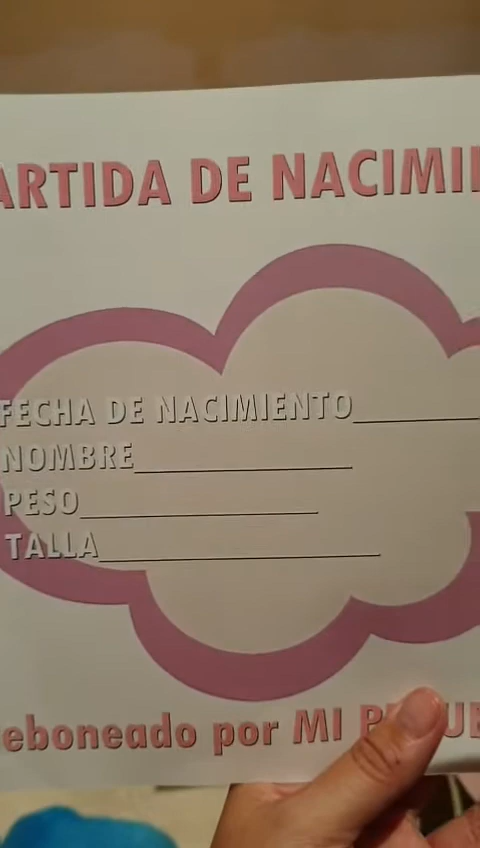 ARTIDA DE NACIMI
FECHA DE NACIMIENTO
NOMBRE
PESO
TALLA
eboneado por MI